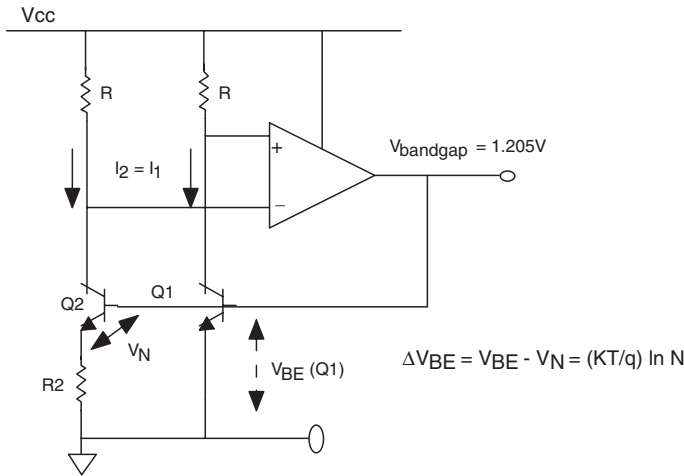 Vcc
R
R
Vbandgap = 1.205V
I2 = I1
+
−
Q2
Q1
VN
R2
VBE (Q1)
ΔVBE = VBE - VN = (KT/q) ln N